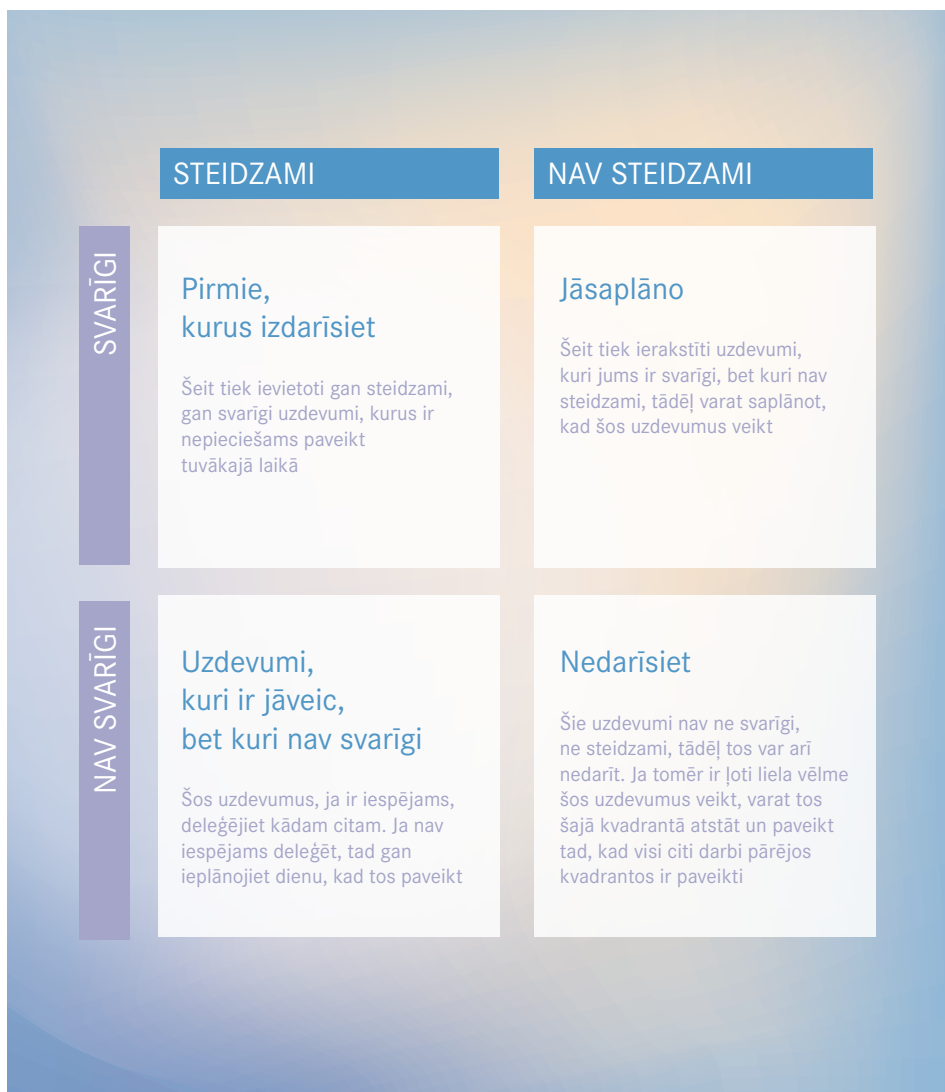 STEIDZAMI
NAV STEIDZAMI
SVARĪGI
Pirmie,
kurus izdarīsiet
Šeit tiek ievietoti gan steidzami,
gan svarīgi uzdevumi, kurus ir
nepieciešams paveikt
tuvākajā laikā
Jāsaplāno
Šeit tiek ierakstīti uzdevumi,
kuri jums ir svarīgi, bet kuri nav
steidzami, tādēļ varat saplānot,
kad šos uzdevumus veikt
NAV SVARĪGI
Uzdevumi,
kuri ir jāveic,
bet kuri nav svarīgi
Šos uzdevumus, ja ir iespējams,
deleģējiet kādam citam. Ja nav
iespējams deleģēt, tad gan
ieplānojiet dienu, kad tos paveikt
Nedarīsiet
Šie uzdevumi nav ne svarīgi,
ne steidzami, tādēļ tos var arī
nedarīt. Ja tomēr ir ļoti liela vēlme
šos uzdevumus veikt, varat tos
šajā kvadrantā atstāt un paveikt
tad, kad visi citi darbi pārējos
kvadrantos ir paveikti